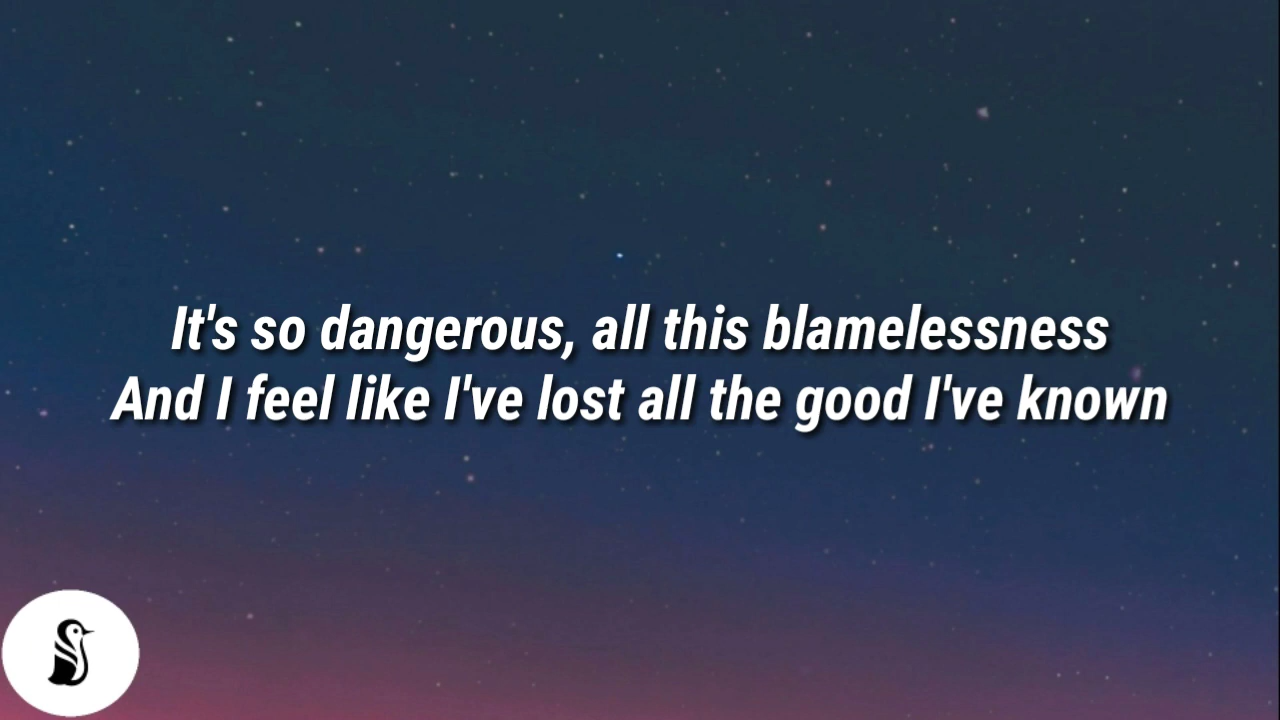 It's so dangerous, all this blamelessness
And I feel like I've lost all the good I've known